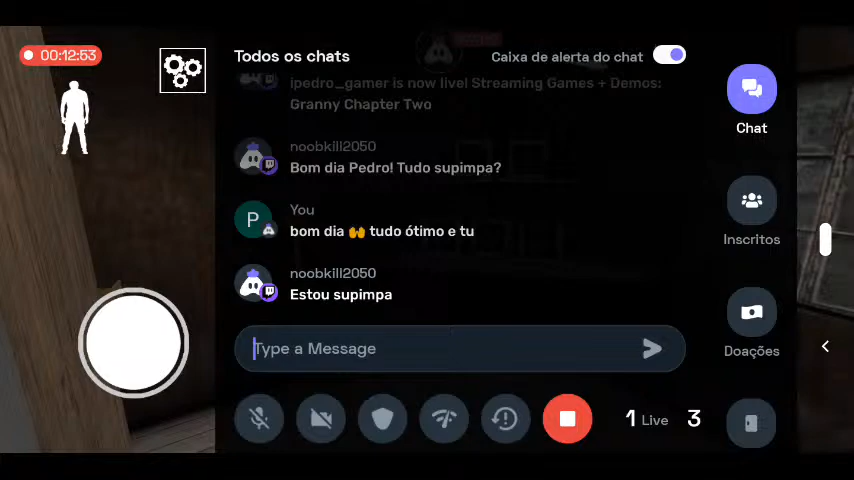 00:12:53
Todos os chats
Caixa de alerta do chat
ipedro_gamer is now live! Streaming Games + Demos:
Granny Chapter Two
Chat
noobkill2050
Bom dia Pedro! Tudo supimpa?
You
P
bom dia 🙌 tudo ótimo e tu
Inscritos
noobkill2050
Estou supimpa
Type a Message
Doações
1 Live 3